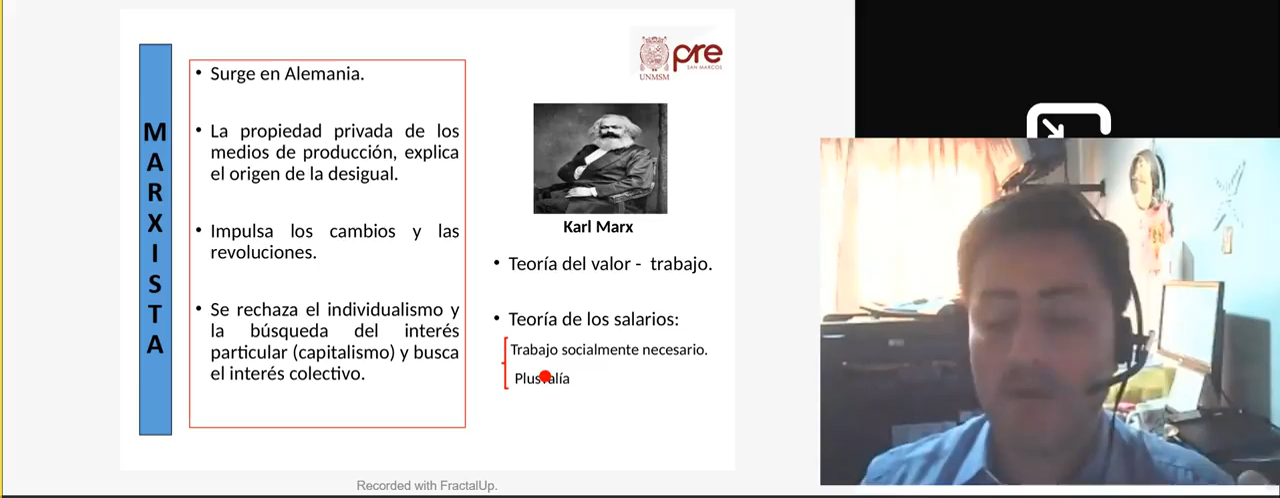 MARXISTA
• Surge en Alemania.
• La propiedad privada de los
medios de producción, explica
el origen de la desigual.
• Impulsa los cambios y las
revoluciones.
• Se rechaza el individualismo y
la búsqueda del interés
particular (capitalismo) y busca
el interés colectivo.
UNMSM
pre
SAN MARCOS
Karl Marx
• Teoría del valor - trabajo.
• Teoría de los salarios:
Trabajo socialmente necesario.
Plusvalía
Recorded with FractalUp.